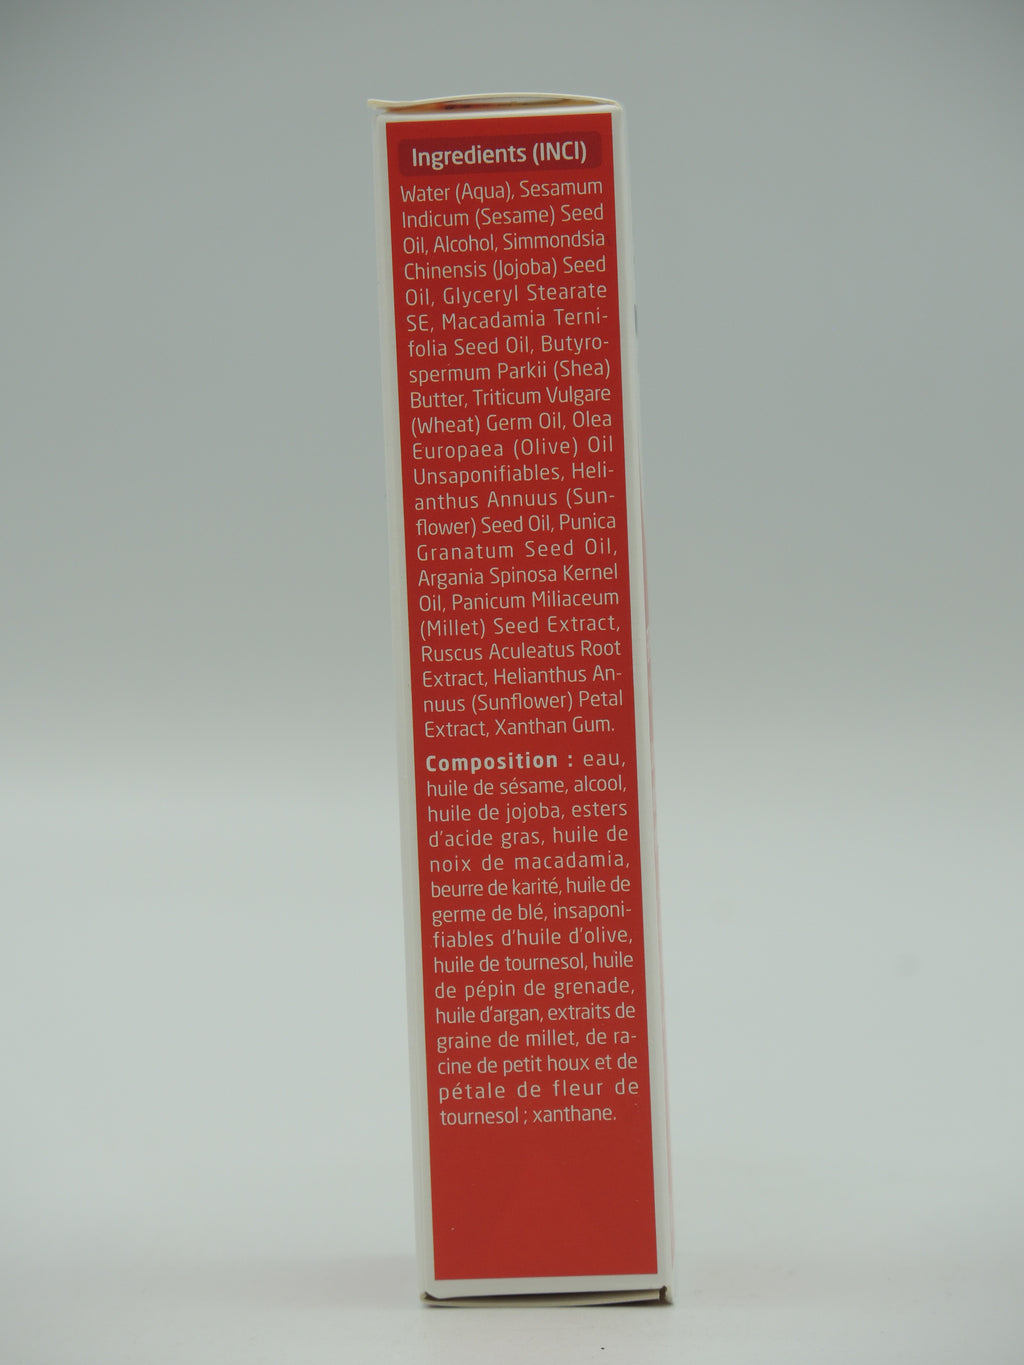 Ingredients (INCI)
Water (Aqua), Sesamum
Indicum (Sesame) Seed
Oil, Alcohol, Simmondsia
Chinensis (Jojoba) Seed
Oil, Glyceryl Stearate
SE, Macadamia Terni-
folia Seed Oil, Butyro-
spermum Parkii (Shea)
Butter, Triticum Vulgare
(Wheat) Germ Oil, Olea
Europaea (Olive) Oil
Unsaponifiables, Heli-
anthus Annuus (Sun-
flower) Seed Oil, Punica
Granatum Seed Oil,
Argania Spinosa Kernel
Oil, Panicum Miliaceum
(Millet) Seed Extract,
Ruscus Aculeatus Root
Extract, Helianthus An-
nuus (Sunflower) Petal
Extract, Xanthan Gum.
Composition : eau,
huile de sésame, alcool,
huile de jojoba, esters
d'acide gras, huile de
noix de macadamia,
beurre de karité, huile de
germe de blé, insaponi-
fiables d'huile d'olive,
huile de tournesol, huile
de pépin de grenade,
huile d'argan, extraits de
graine de millet, de ra-
cine de petit houx et de
pétale de fleur de
tournesol ; xanthane.